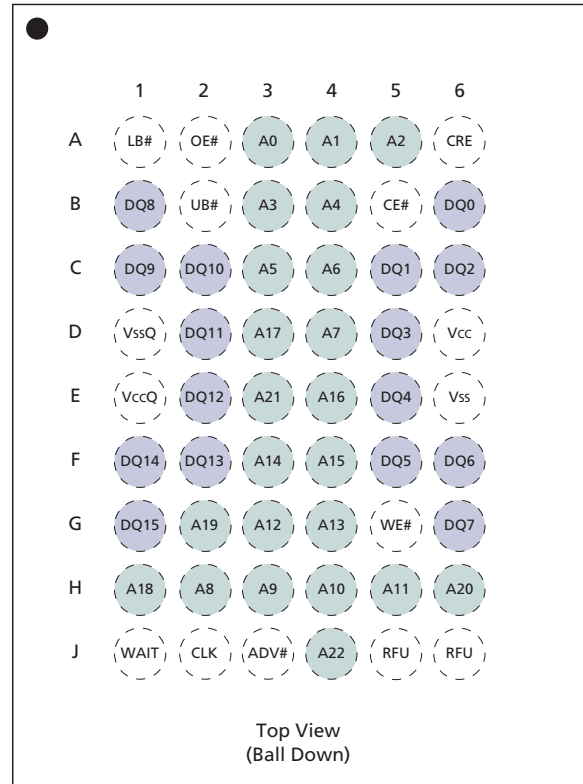 1 2 3 4 5 6
A LB# OE# A0 A1 A2 CRE
B DQ8 UB# A3 A4 CE# DQ0
C DQ9 DQ10 A5 A6 DQ1 DQ2
D VssQ DQ11 A17 A7 DQ3 Vcc
E VccQ DQ12 A21 A16 DQ4 Vss
F DQ14 DQ13 A14 A15 DQ5 DQ6
G DQ15 A19 A12 A13 WE# DQ7
H A18 A8 A9 A10 A11 A20
J WAIT CLK ADV# A22 RFU RFU
Top View
(Ball Down)